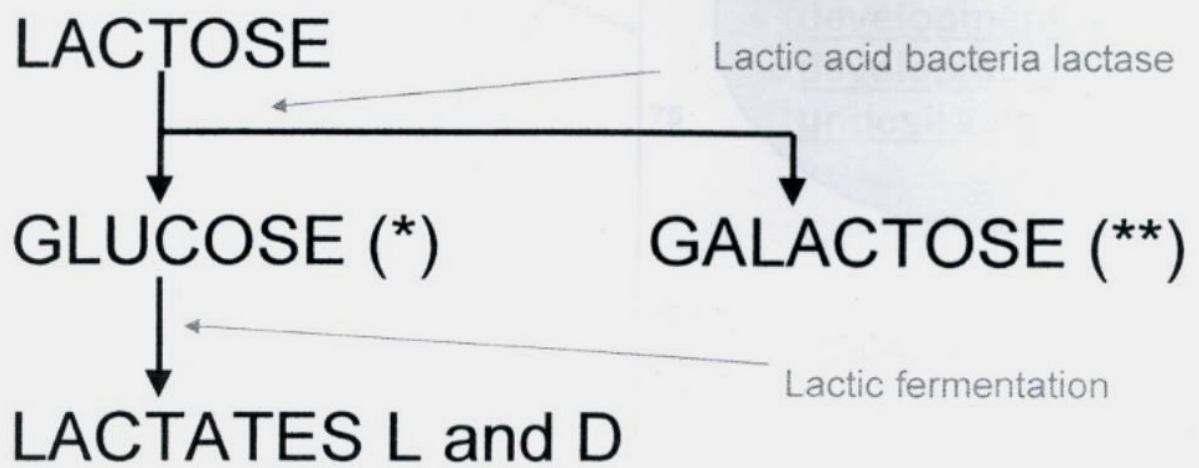 LACTOSE
Lactic acid bacteria lactase
GLUCOSE (*)
GALACTOSE (**)
Lactic fermentation
LACTATES L and D